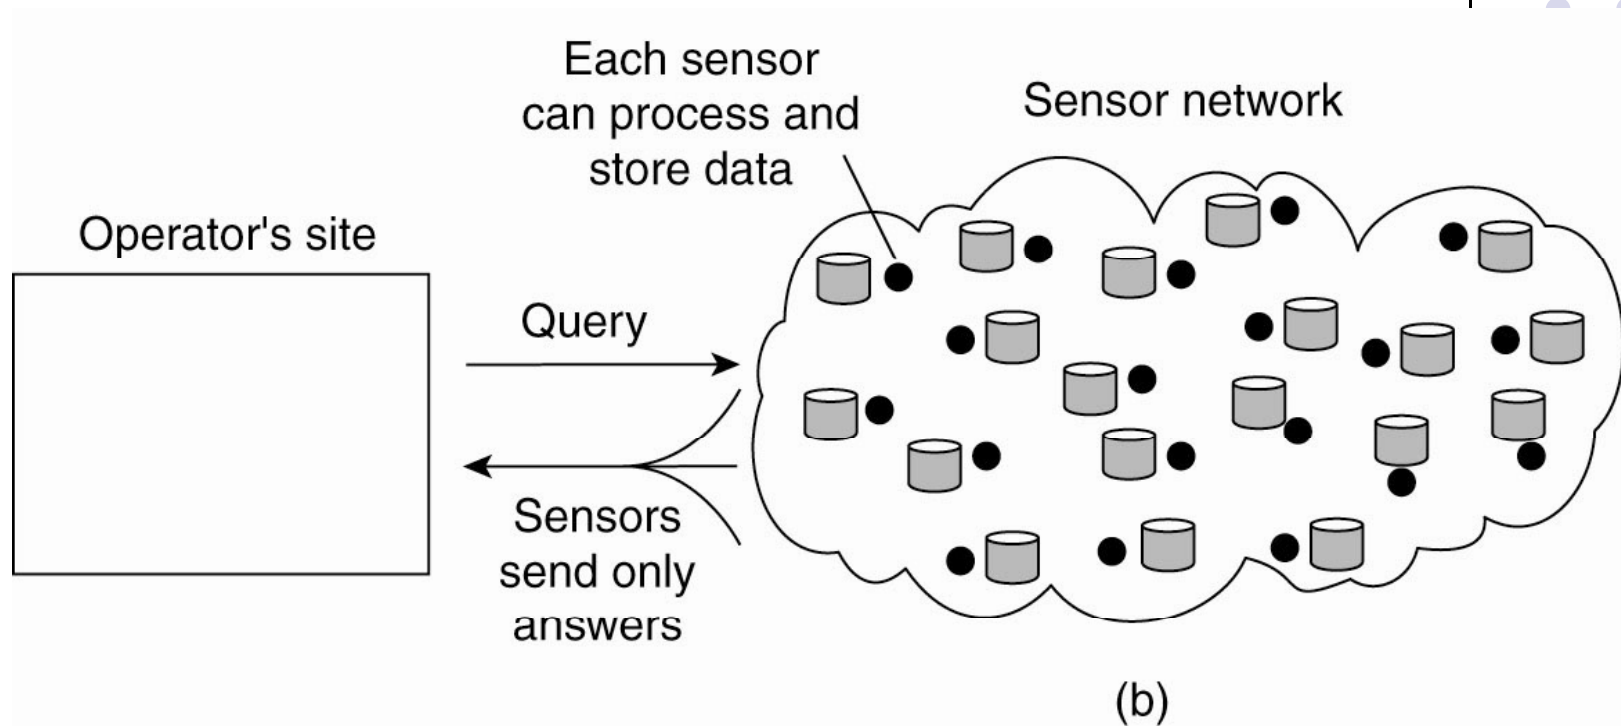 Each sensor
can process and
store data
Sensor network
Operator's site
Query
Sensors
send only
answers
(b)